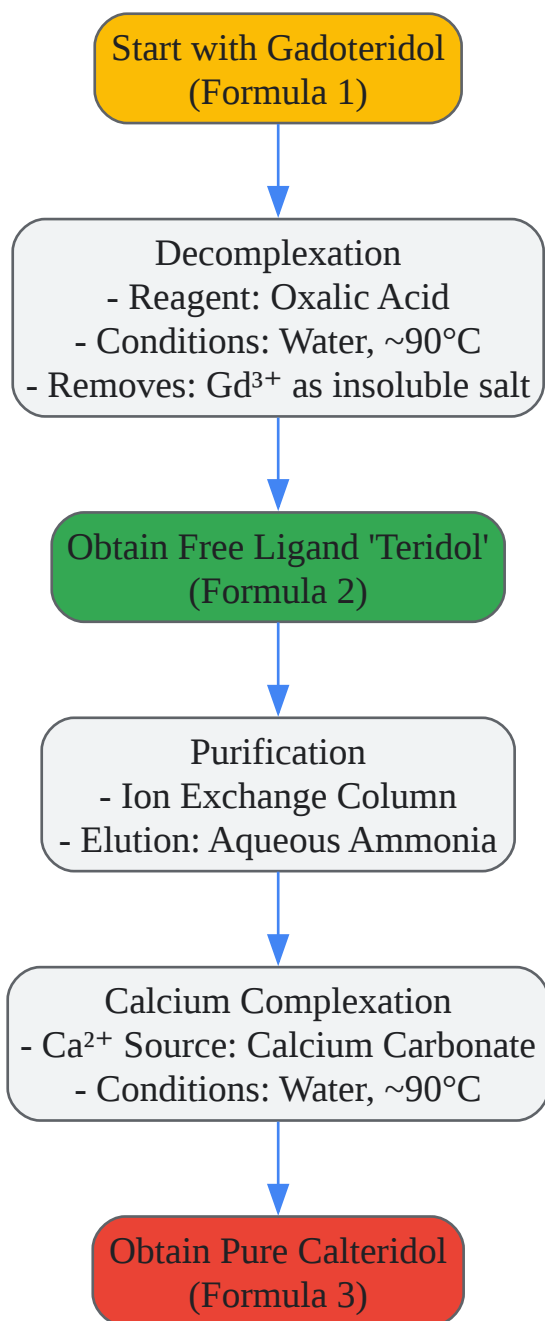 Start with Gadoteridol
(Formula 1)
Decomplexation
- Reagent: Oxalic Acid
- Conditions: Water, ~90°C
- Removes: Gd³⁺ as insoluble salt
Obtain Free Ligand 'Teridol'
(Formula 2)
Purification
- Ion Exchange Column
- Elution: Aqueous Ammonia
Calcium Complexation
- Ca²⁺ Source: Calcium Carbonate
- Conditions: Water, ~90°C
Obtain Pure Calteridol
(Formula 3)